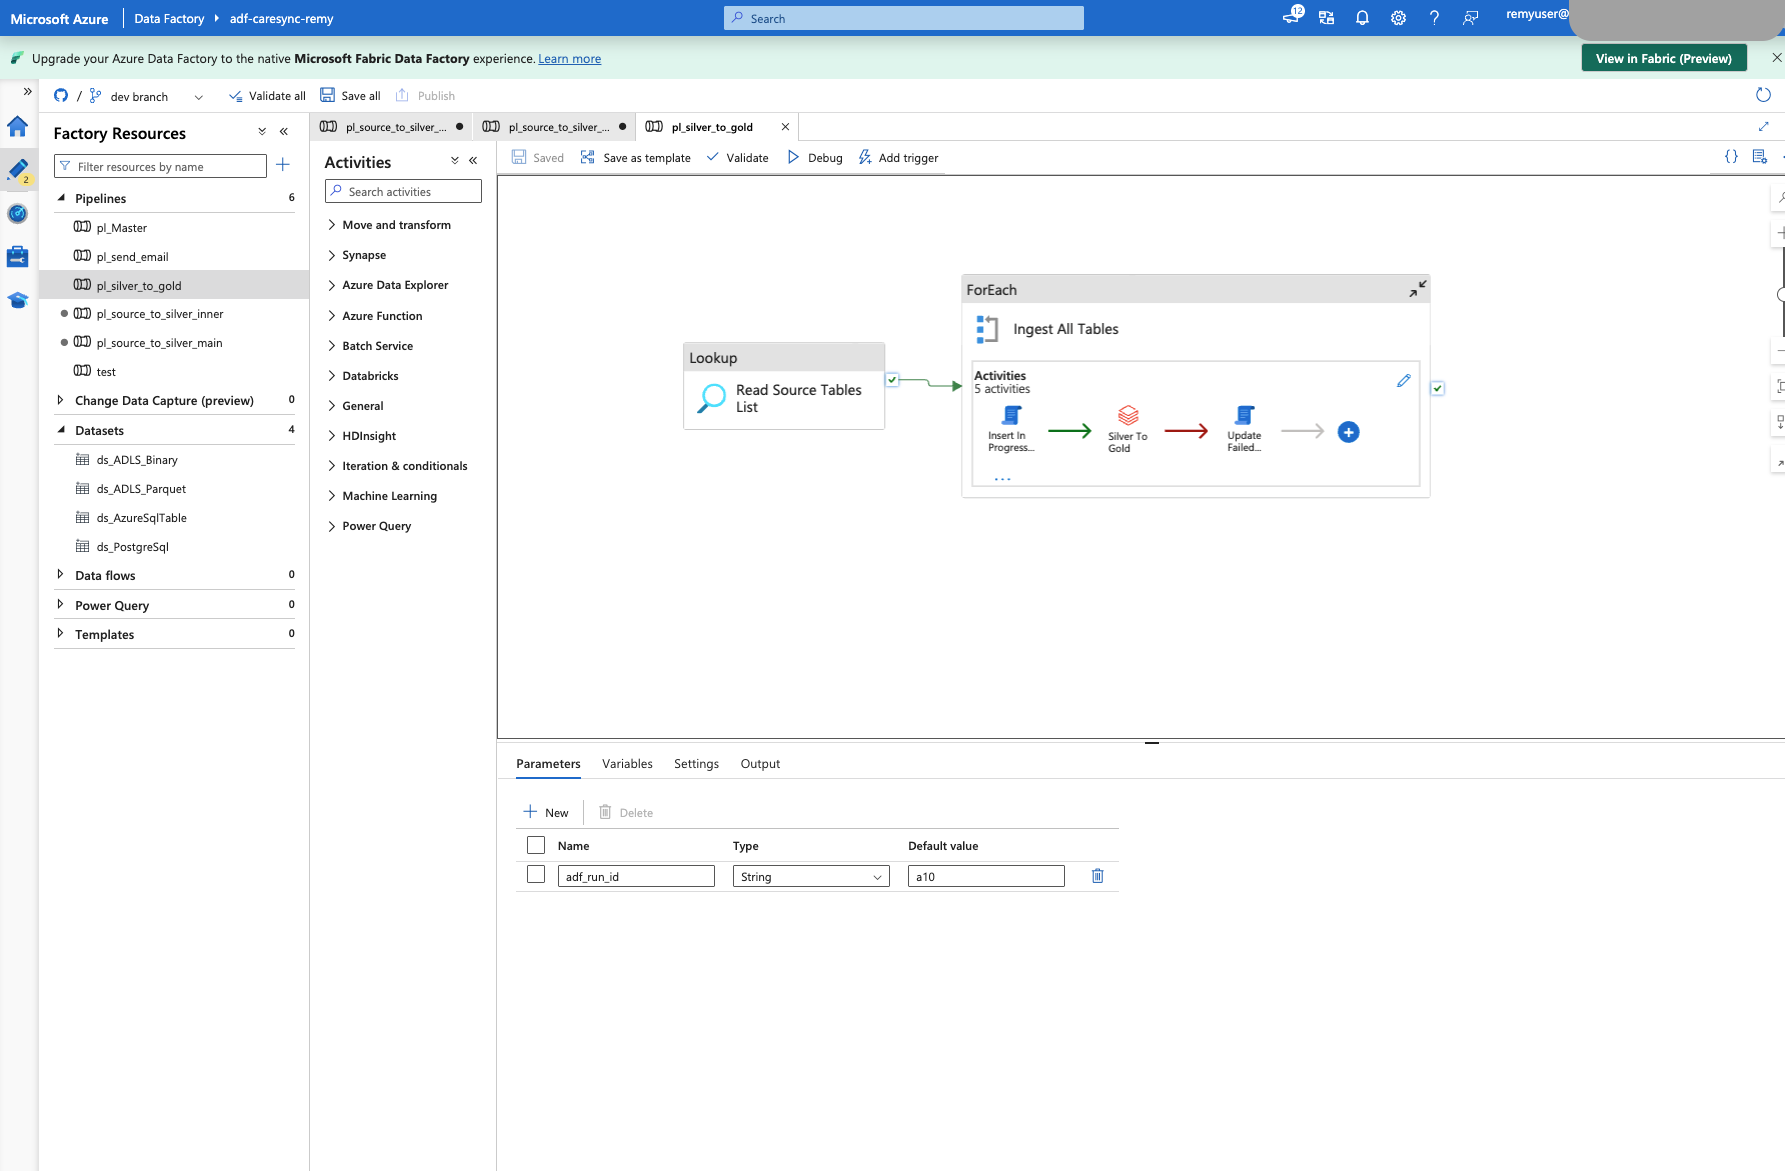 Microsoft Azure
Data Factory
adf-caresync-remy
Search
12
remyuser@
Upgrade your Azure Data Factory to the native Microsoft Fabric Data Factory experience. Learn more
View in Fabric (Preview)
/ dev branch
Validate all
Save all
Publish
2
Factory Resources
Filter resources by name
Pipelines 6
pl_Master
pl_send_email
pl_silver_to_gold
pl_source_to_silver_inner
pl_source_to_silver_main
test
Change Data Capture (preview) 0
Datasets 4
ds_ADLS_Binary
ds_ADLS_Parquet
ds_AzureSqlTable
ds_PostgreSql
Data flows 0
Power Query 0
Templates 0
pl_source_to_silver_...
pl_source_to_silver_...
pl_silver_to_gold
Activities
Search activities
Move and transform
Synapse
Azure Data Explorer
Azure Function
Batch Service
Databricks
General
HDInsight
Iteration & conditionals
Machine Learning
Power Query
Saved
Save as template
Validate
Debug
Add trigger
{}
Lookup
Read Source Tables
List
ForEach
Ingest All Tables
Activities
5 activities
Insert In
Progress...
Silver To
Gold
Update
Failed...
...
Parameters
Variables
Settings
Output
New
Delete
Name
Type
Default value
adf_run_id
String
a10